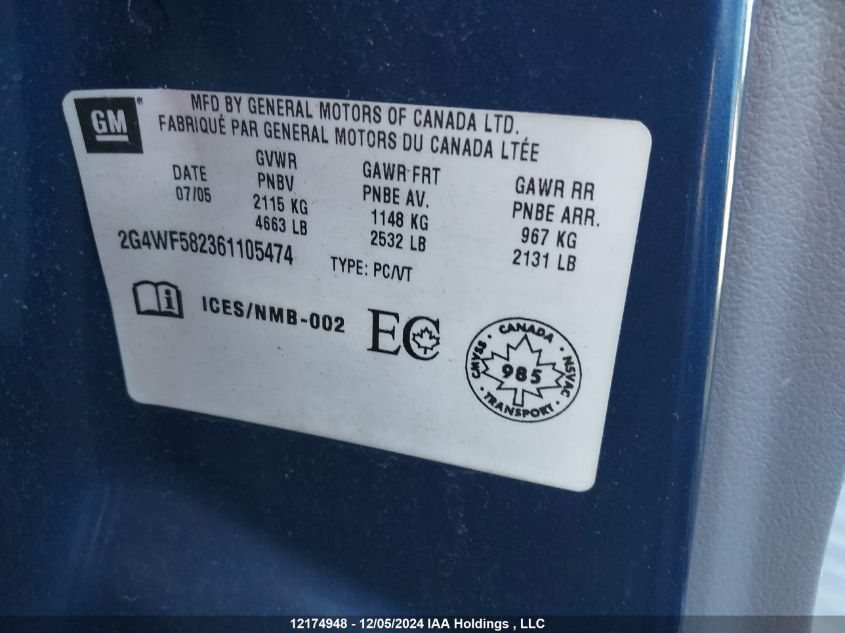 GM
MFD BY GENERAL MOTORS OF CANADA LTD.
FABRIQUÉ PAR GENERAL MOTORS DU CANADA LTÉE
DATE
07/05
GVWR
PNBV
2115 KG
4663 LB
GAWR FRT
PNBE AV.
1148 KG
2532 LB
GAWR RR
PNBE ARR.
967 KG
2131 LB
2G4WF582361105474
TYPE: PC/VT
i ICES/NMB-002
EC
CANADA
CMVSS
985
NSVAC
TRANSPORT
12174948 - 12/05/2024 IAA Holdings , LLC